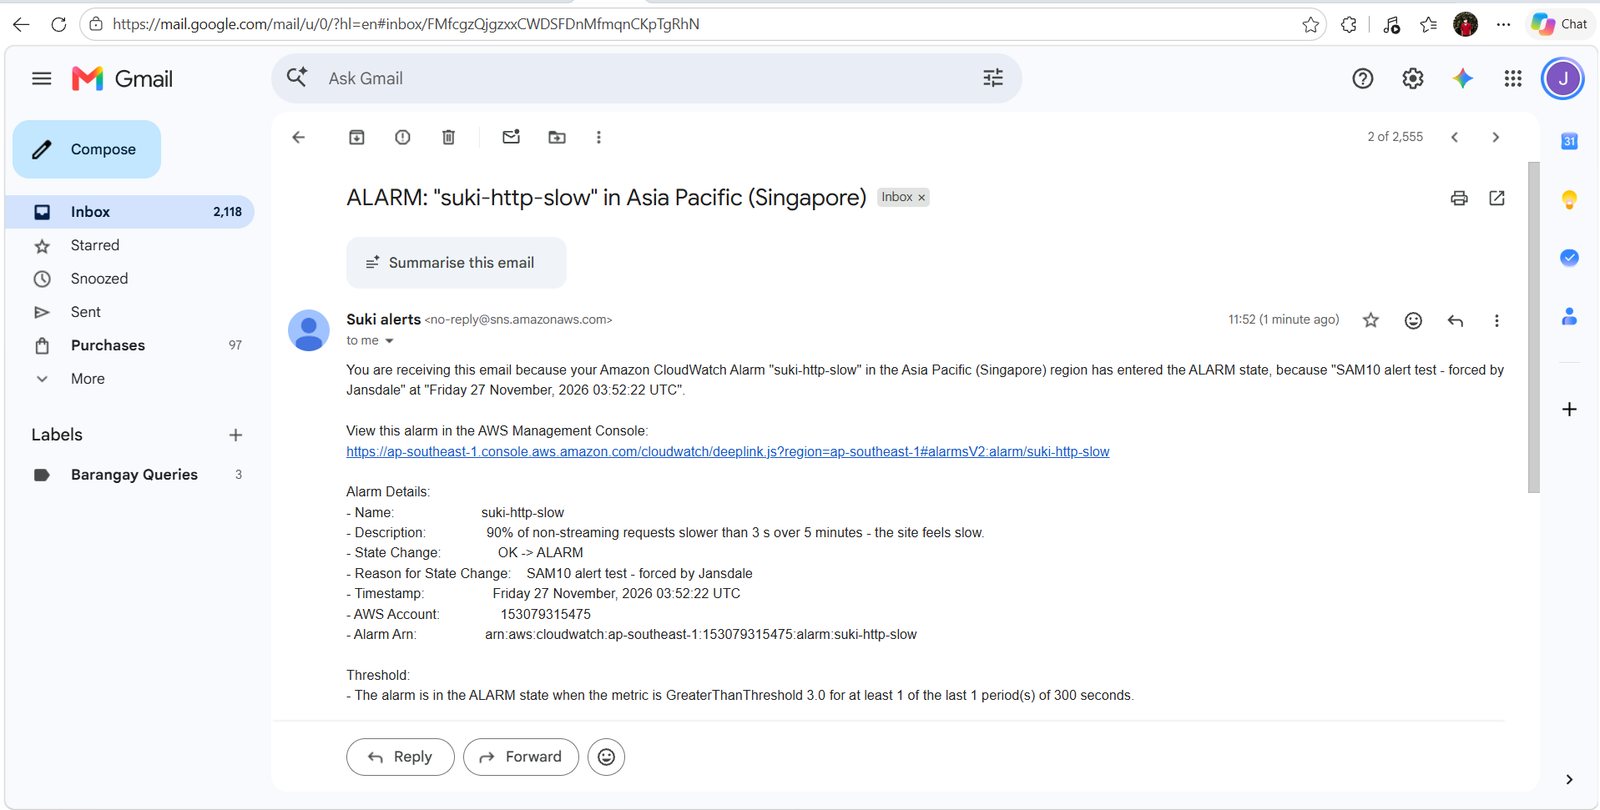 https://mail.google.com/mail/u/0/?hl=en#inbox/FMfcgzQjgzxxCWDSFDnMfmqnCKpTgRhN
Chat
Gmail
Ask Gmail
J
Compose
2 of 2,555
31
Inbox 2,118
Starred
Snoozed
Sent
Purchases 97
More
Labels
Barangay Queries 3
ALARM: "suki-http-slow" in Asia Pacific (Singapore) Inbox x
Summarise this email
Suki alerts <no-reply@sns.amazonaws.com> 11:52 (1 minute ago)
to me
You are receiving this email because your Amazon CloudWatch Alarm "suki-http-slow" in the Asia Pacific (Singapore) region has entered the ALARM state, because "SAM10 alert test - forced by
Jansdale" at "Friday 27 November, 2026 03:52:22 UTC".
View this alarm in the AWS Management Console:
https://ap-southeast-1.console.aws.amazon.com/cloudwatch/deeplink.js?region=ap-southeast-1#alarmsV2:alarm/suki-http-slow
Alarm Details:
- Name: suki-http-slow
- Description: 90% of non-streaming requests slower than 3 s over 5 minutes - the site feels slow.
- State Change: OK -> ALARM
- Reason for State Change: SAM10 alert test - forced by Jansdale
- Timestamp: Friday 27 November, 2026 03:52:22 UTC
- AWS Account: 153079315475
- Alarm Arn: arn:aws:cloudwatch:ap-southeast-1:153079315475:alarm:suki-http-slow
Threshold:
- The alarm is in the ALARM state when the metric is GreaterThanThreshold 3.0 for at least 1 of the last 1 period(s) of 300 seconds.
Reply
Forward